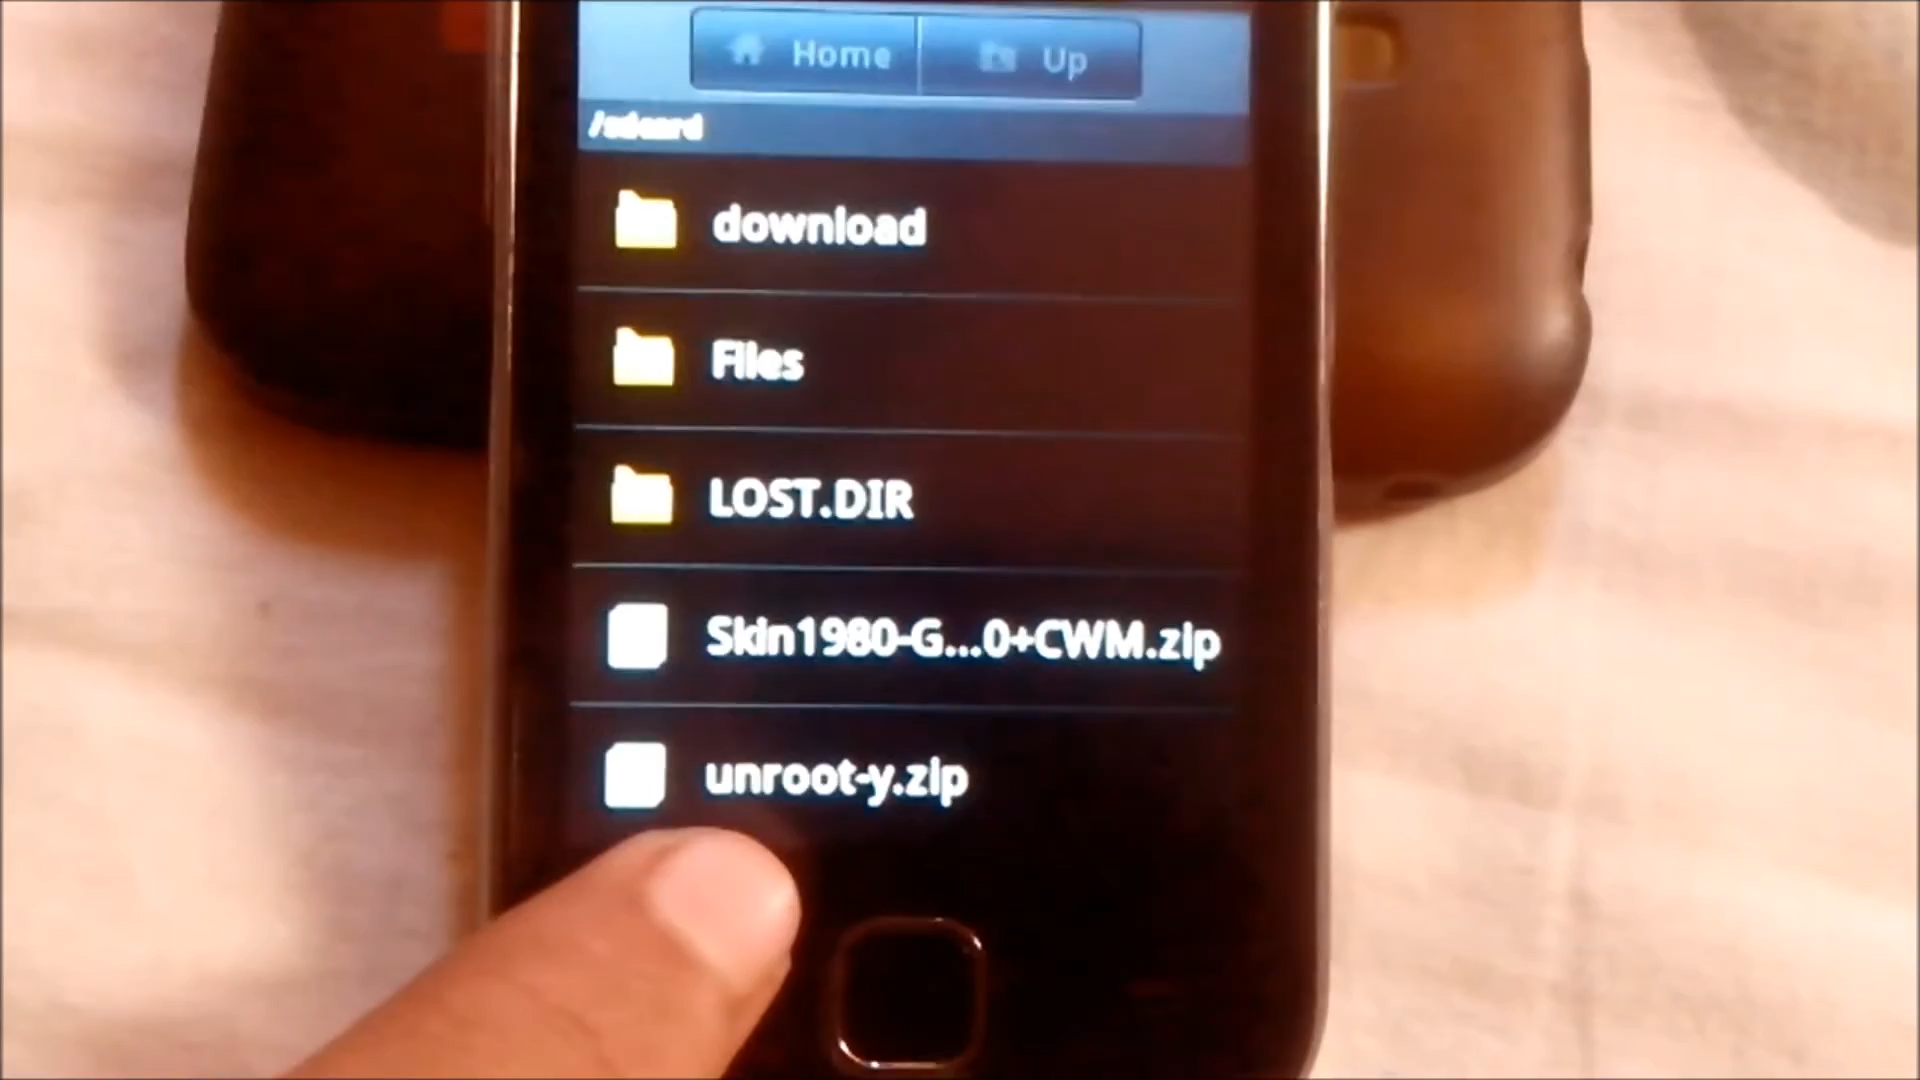 Home Up
/sdcard
download
Files
LOST.DIR
Skin1980-G...0+CWM.zip
unroot-y.zip